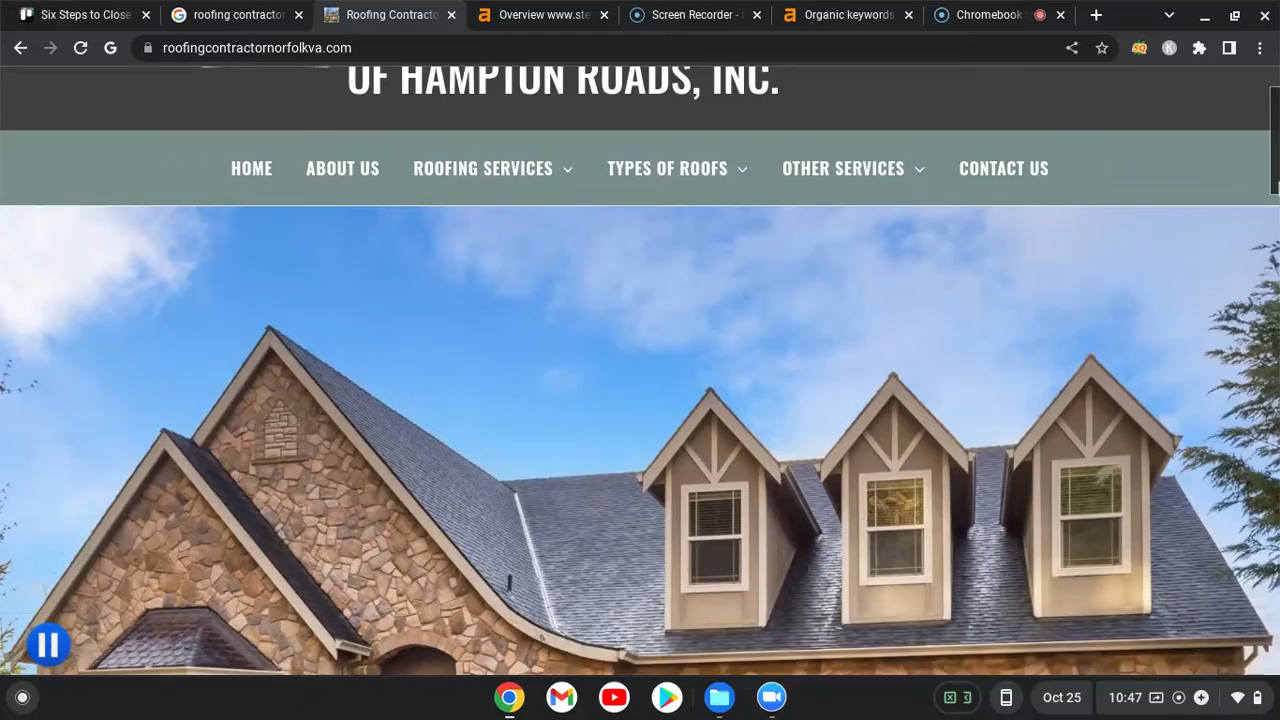 Six Steps to Close
roofing contractor
Roofing Contracto
Overview www.ste
Screen Recorder -
Organic keywords
Chromebook
roofingcontractornorfolkva.com
OF HAMPTON ROADS, INC.
HOME
ABOUT US
ROOFING SERVICES
TYPES OF ROOFS
OTHER SERVICES
CONTACT US
Oct 25
10:47